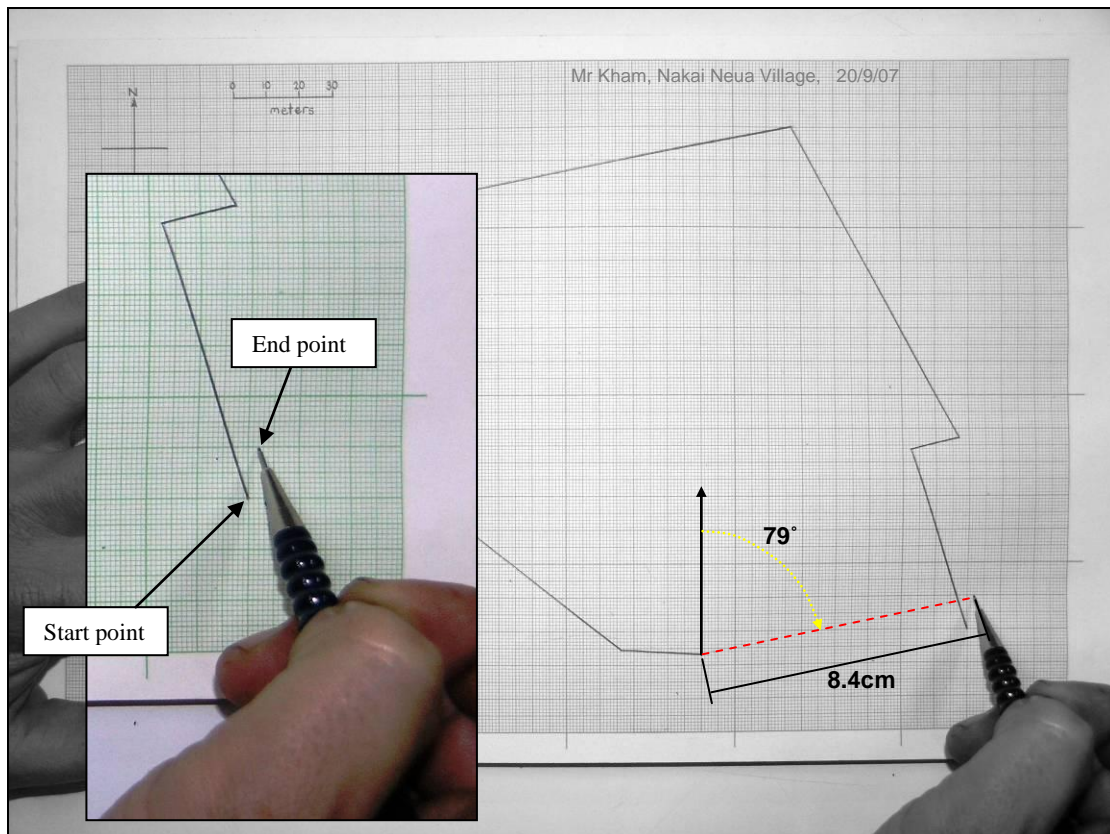 Mr Kham, Nakai Neua Village, 20/9/07
N
0 10 20 30
meters
End point
79°
Start point
8.4cm